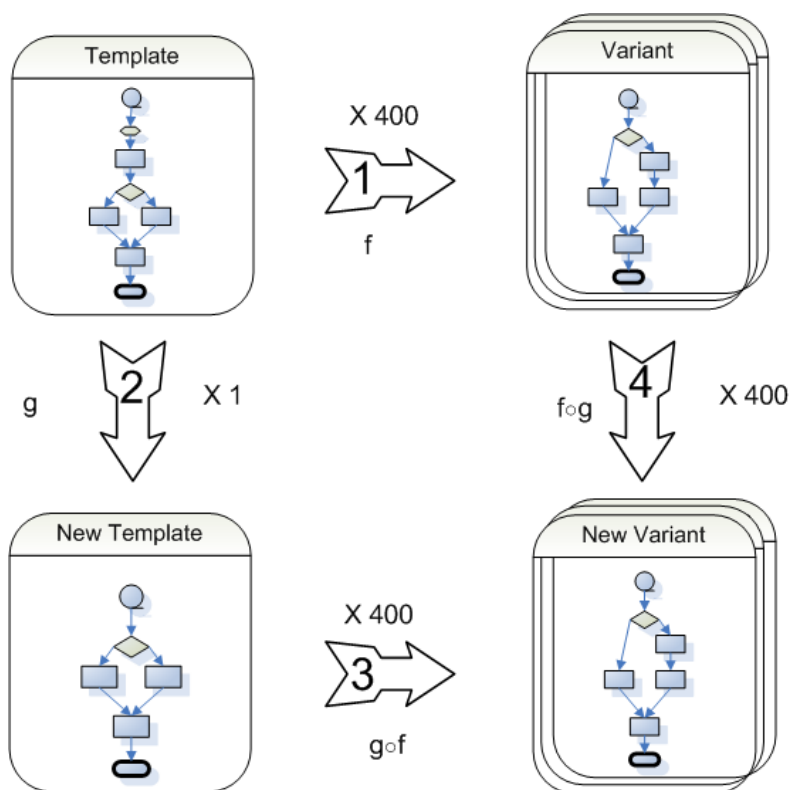 Template
Variant
X 400
1
f
2
g
X 1
4
f∘g
X 400
New Template
New Variant
X 400
3
g∘f